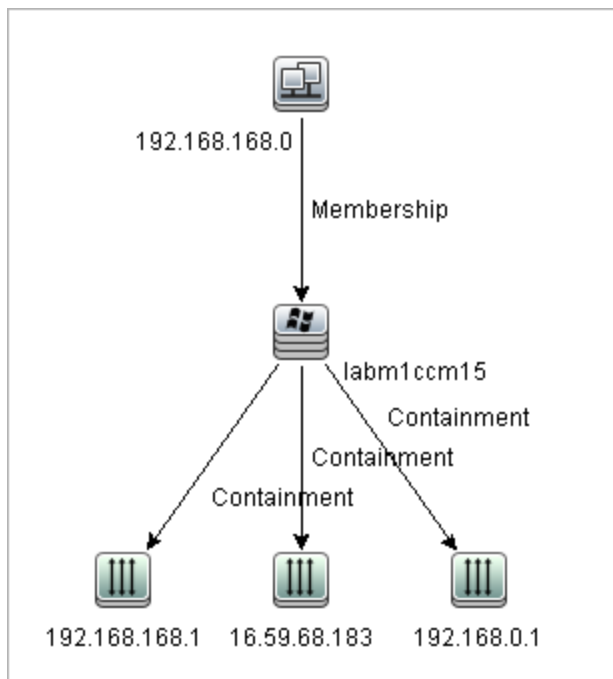 192.168.168.0
Membership
labm1ccm15
Containment
Containment
Containment
192.168.168.1
16.59.68.183
192.168.0.1